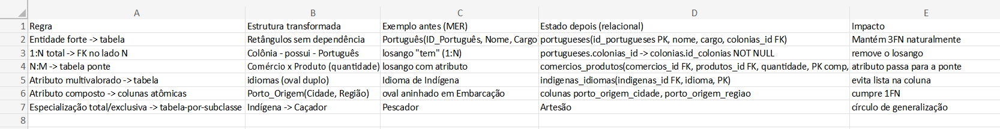 A B C D E
1 Regra Estrutura transformada Exemplo antes (MER) Estado depois (relacional) Impacto
2 Entidade forte -> tabela Retângulos sem dependência Português(ID_Português, Nome, Cargo portugueses(id_portugueses PK, nome, cargo, colonias_id FK) Mantém 3FN naturalmente
3 1:N total -> FK no lado N Colônia - possui - Português losango "tem" (1:N) portugueses.colonias_id -> colonias.id_colonias NOT NULL remove o losango
4 N:M -> tabela ponte Comércio x Produto (quantidade) losango com atributo comercios_produtos(comercios_id FK, produtos_id FK, quantidade, PK comp, atributo passa para a ponte
5 Atributo multivalorado -> tabela idiomas (oval duplo) Idioma de Indígena indigenas_idiomas(indigenas_id FK, idioma, PK) evita lista na coluna
6 Atributo composto -> colunas atômicas Porto_Origem(Cidade, Região) oval aninhado em Embarcação colunas porto_origem_cidade, porto_origem_regiao cumpre 1FN
7 Especialização total/exclusiva -> tabela-por-subclasse Indígena -> Caçador Pescador Artesão círculo de generalização
8